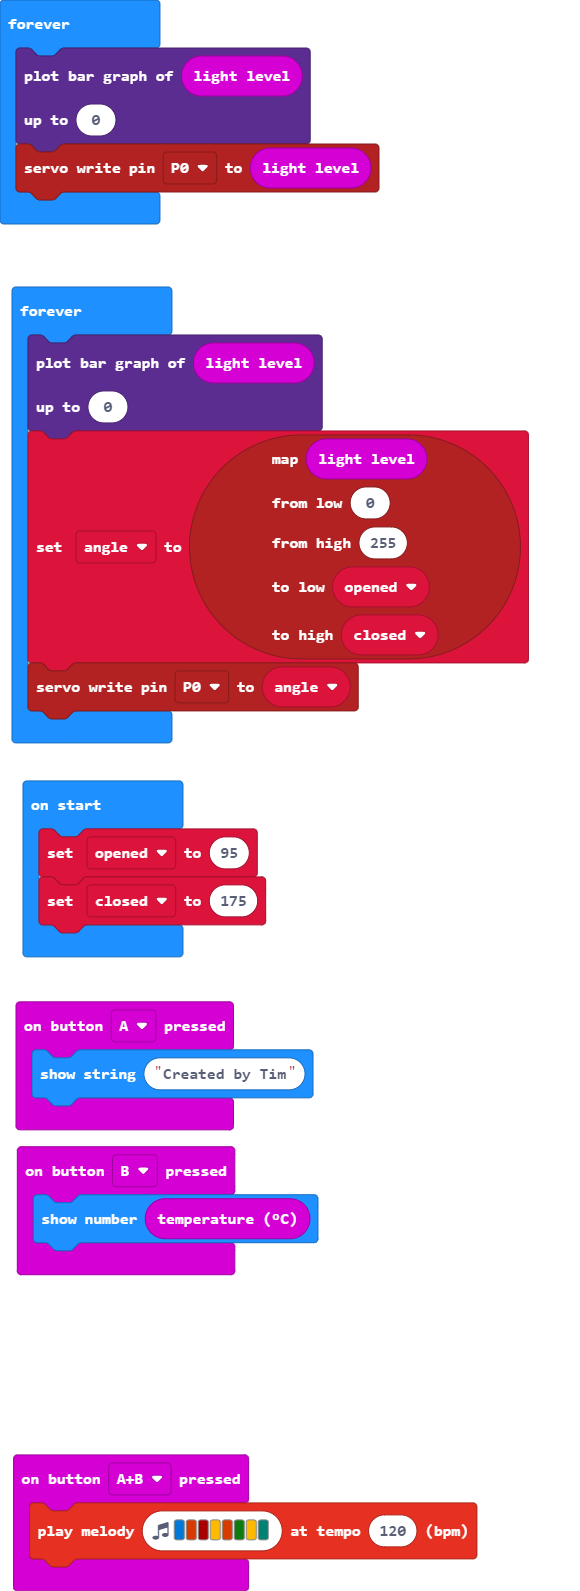 forever
plot bar graph of light level
up to 0
servo write pin P0 to light level
forever
plot bar graph of light level
up to 0
map light level
from low 0
from high 255
set angle to
to low opened
to high closed
servo write pin P0 to angle
on start
set opened to 95
set closed to 175
on button A pressed
show string "Created by Tim"
on button B pressed
show number temperature (ºC)
on button A+B pressed
play melody at tempo 120 (bpm)